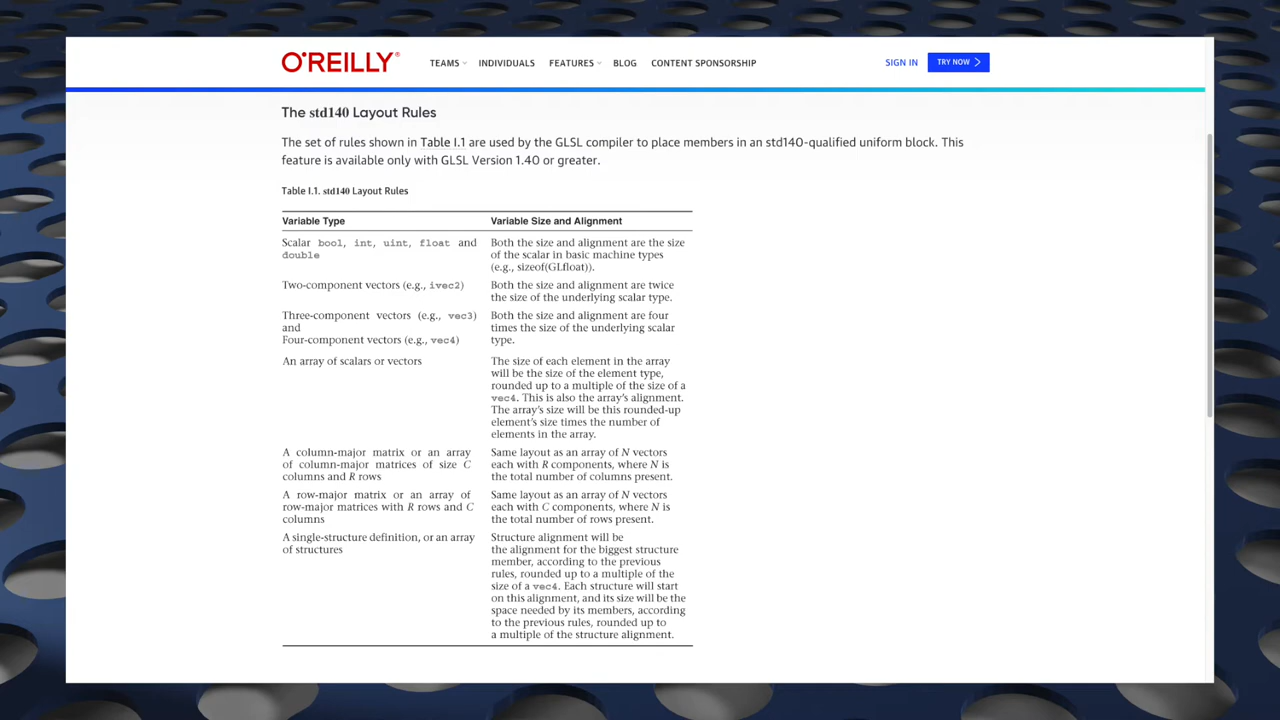 O'REILLY®
TEAMS INDIVIDUALS FEATURES BLOG CONTENT SPONSORSHIP SIGN IN TRY NOW
The std140 Layout Rules
The set of rules shown in Table I.1 are used by the GLSL compiler to place members in an std140-qualified uniform block. This
feature is available only with GLSL Version 1.40 or greater.
Table I.1. std140 Layout Rules
Variable Type
Variable Size and Alignment
Scalar bool, int, uint, float and
double
Both the size and alignment are the size
of the scalar in basic machine types
(e.g., sizeof(GLfloat)).
Two-component vectors (e.g., ivec2)
Both the size and alignment are twice
the size of the underlying scalar type.
Three-component vectors (e.g., vec3)
and
Four-component vectors (e.g., vec4)
Both the size and alignment are four
times the size of the underlying scalar
type.
An array of scalars or vectors
The size of each element in the array
will be the size of the element type,
rounded up to a multiple of the size of a
vec4. This is also the array's alignment.
The array's size will be this rounded-up
element's size times the number of
elements in the array.
A column-major matrix or an array
of column-major matrices of size C
columns and R rows
Same layout as an array of N vectors
each with R components, where N is
the total number of columns present.
A row-major matrix or an array of
row-major matrices with R rows and C
columns
Same layout as an array of N vectors
each with C components, where N is
the total number of rows present.
A single-structure definition, or an array
of structures
Structure alignment will be
the alignment for the biggest structure
member, according to the previous
rules, rounded up to a multiple of the
size of a vec4. Each structure will start
on this alignment, and its size will be the
space needed by its members, according
to the previous rules, rounded up to
a multiple of the structure alignment.